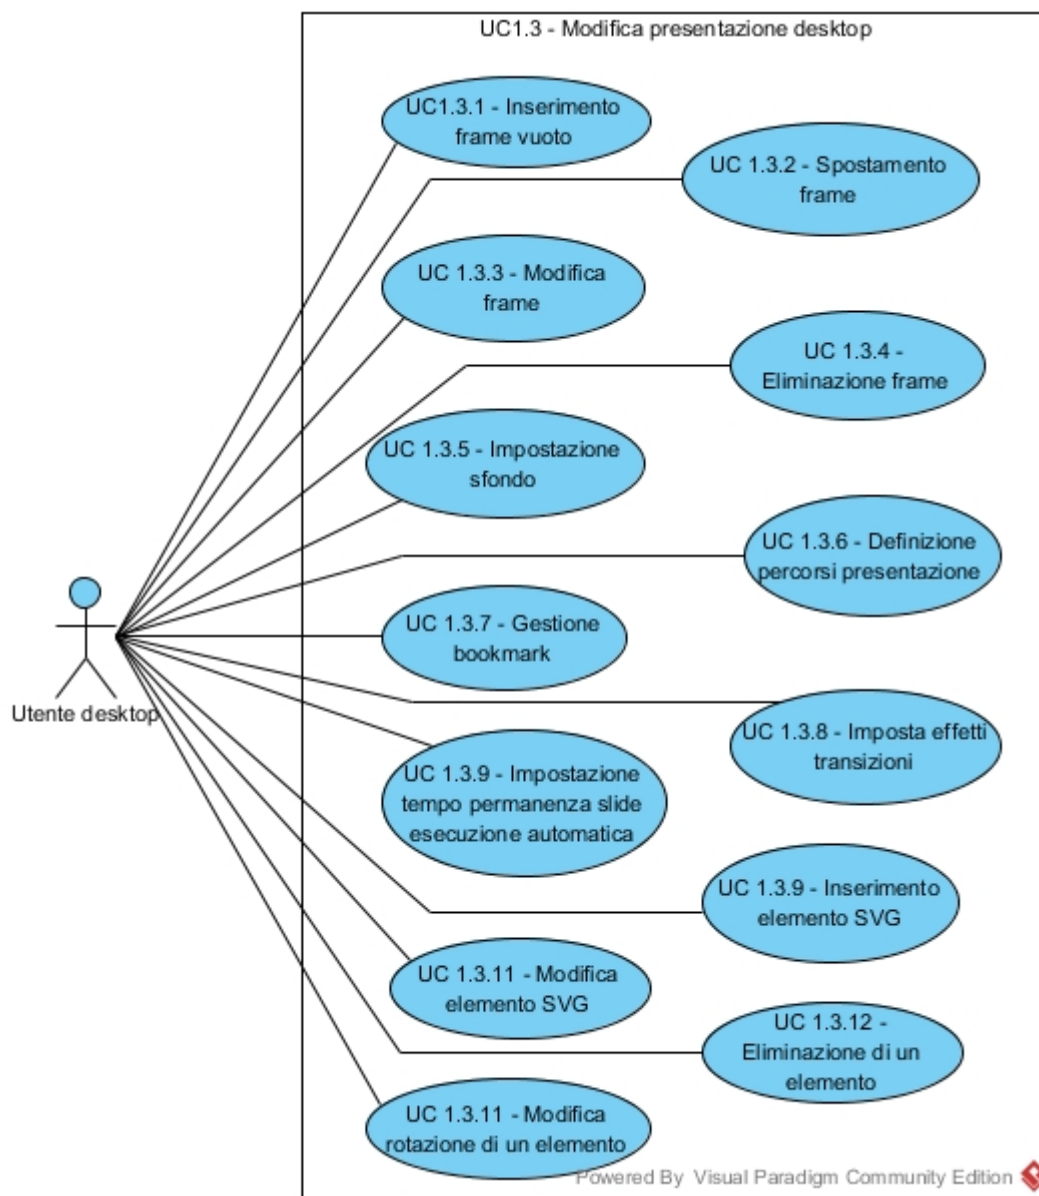 UC1.3 - Modifica presentazione desktop
UC1.3.1 - Inserimento
frame vuoto
UC 1.3.2 - Spostamento
frame
UC 1.3.3 - Modifica
frame
UC 1.3.4 -
Eliminazione frame
UC 1.3.5 - Impostazione
sfondo
UC 1.3.6 - Definizione
percorsi presentazione
UC 1.3.7 - Gestione
bookmark
Utente desktop
UC 1.3.8 - Imposta effetti
transizioni
UC 1.3.9 - Impostazione
tempo permanenza slide
esecuzione automatica
UC 1.3.9 - Inserimento
elemento SVG
UC 1.3.11 - Modifica
elemento SVG
UC 1.3.12 -
Eliminazione di un
elemento
UC 1.3.11 - Modifica
rotazione di un elemento
Powered By Visual Paradigm Community Edition